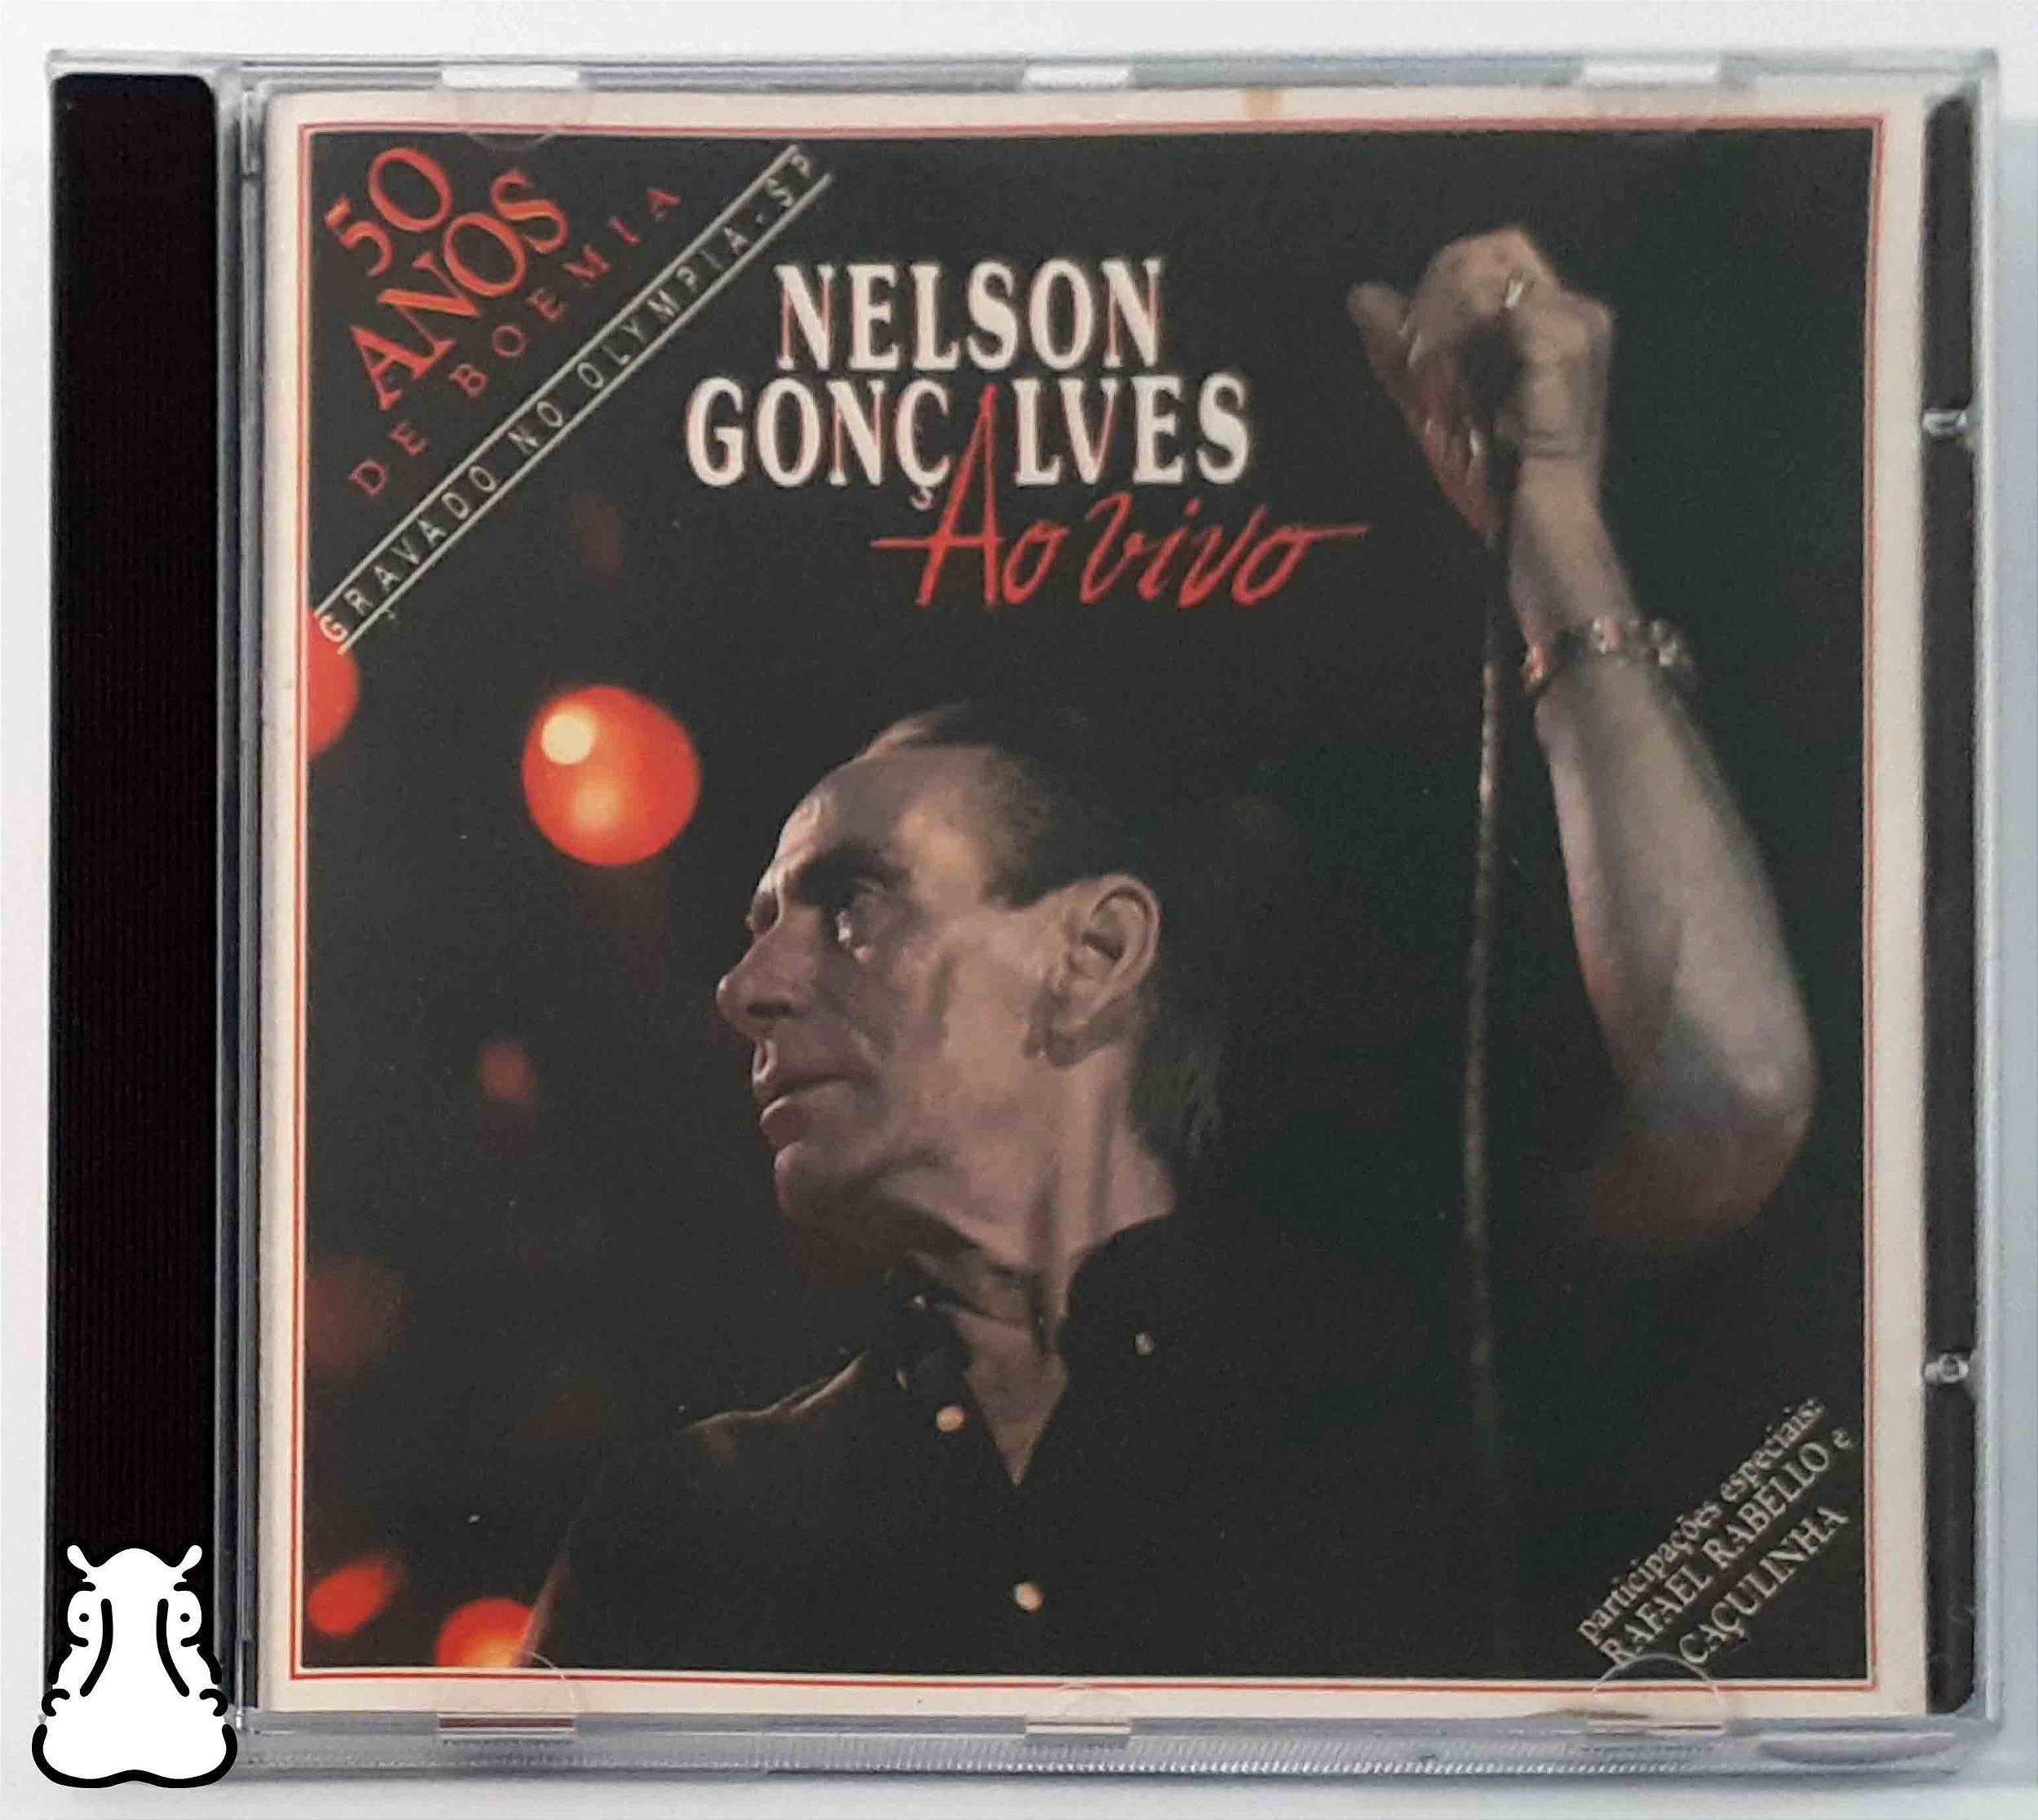 50
ANOS
DE BOEMIA
GRAVADO NO OLYMPIA-SP
NELSON
GONÇALVES
Ao vivo
participações especiais:
RAFAEL RABELLO e
CAÇULINHA